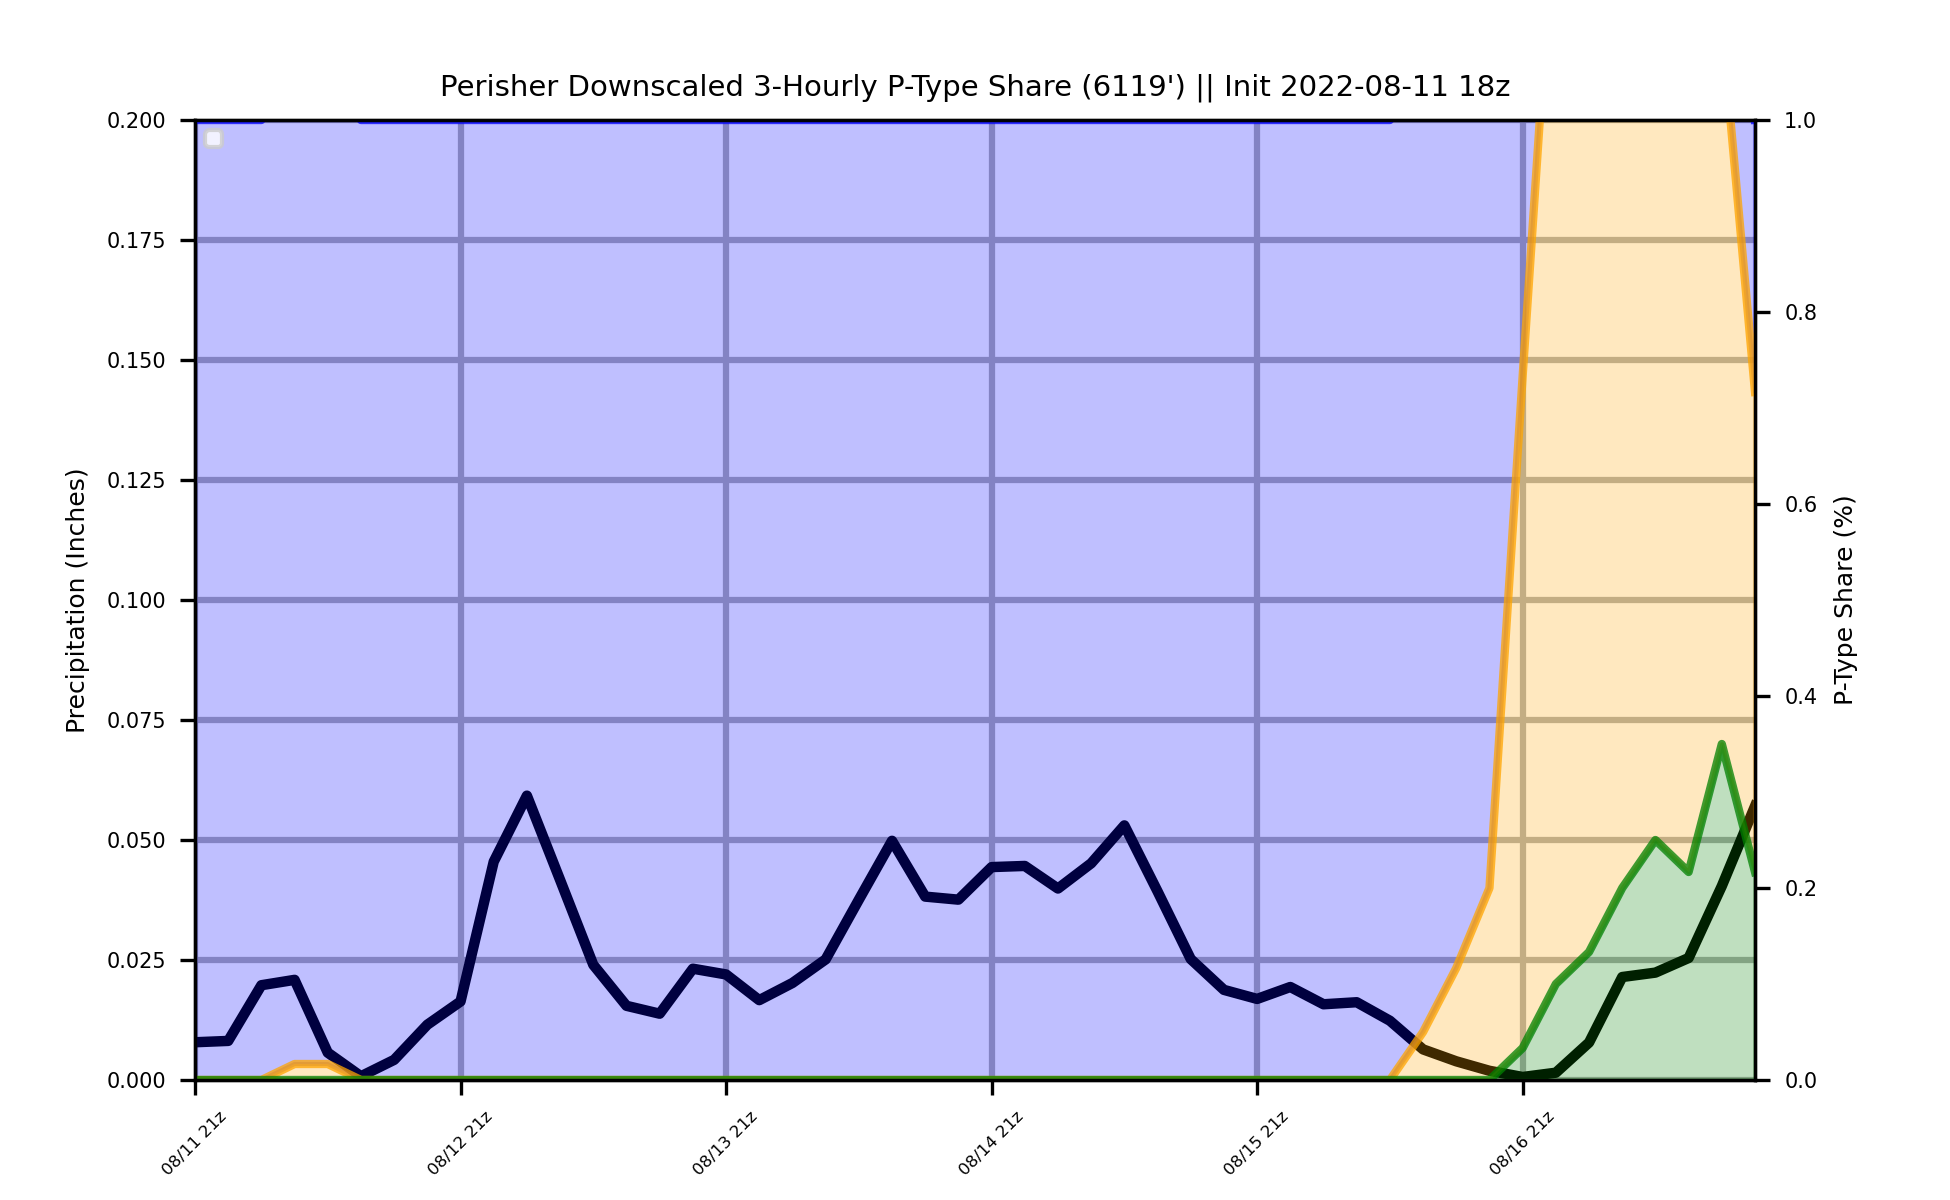 Perisher Downscaled 3-Hourly P-Type Share (6119') || Init 2022-08-11 18z
0.200
0.175
0.150
0.125
0.100
0.075
0.050
0.025
0.000
Precipitation (Inches)
1.0
0.8
0.6
0.4
0.2
0.0
P-Type Share (%)
08/11 21z
08/12 21z
08/13 21z
08/14 21z
08/15 21z
08/16 21z